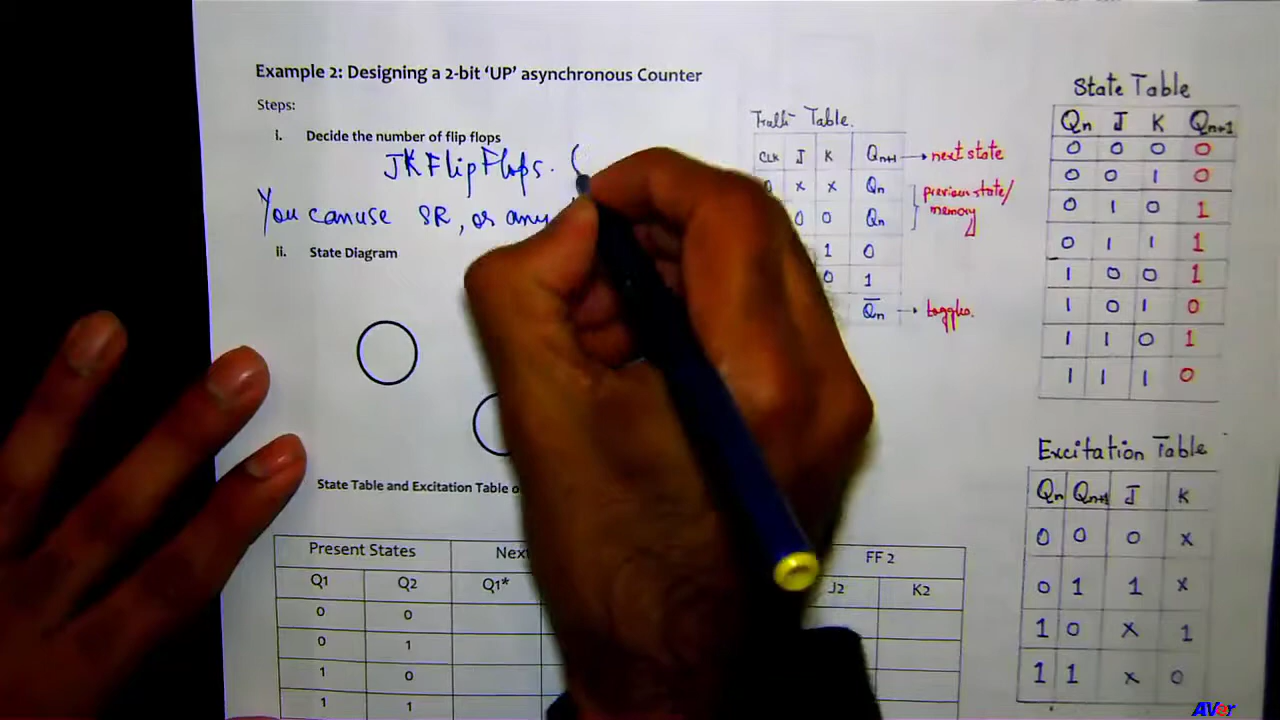 Example 2: Designing a 2-bit ‘UP’ asynchronous Counter
Steps:
i. Decide the number of flip flops
JK FlipFlops. (
You can use SR, or any
ii. State Diagram
State Table and Excitation Table o
Present States Nex FF 2
Q1 Q2 Q1* J2 K2
0 0
0 1
1 0
1 1
Truth Table.
CLK J K Qn+1 → next state
0 x x Qn previous state/
0 0 Qn memory
1 0
0 1
Q̅n → toggles.
State Table
Qn J K Qn+1
0 0 0 0
0 0 1 0
0 1 0 1
0 1 1 1
1 0 0 1
1 0 1 0
1 1 0 1
1 1 1 0
Excitation Table
Qn Qn+1 J K
0 0 0 x
0 1 1 x
1 0 x 1
1 1 x 0
AVer